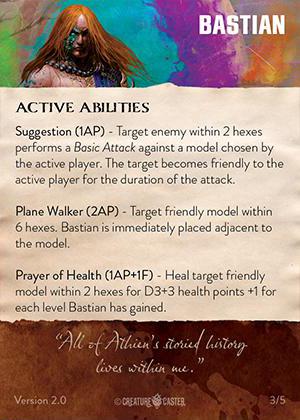 BASTIAN
ACTIVE ABILITIES
Suggestion (1AP) - Target enemy within 2 hexes
performs a Basic Attack against a model chosen by
the active player. The target becomes friendly to the
active player for the duration of the attack.
Plane Walker (2AP) - Target friendly model within
6 hexes. Bastian is immediately placed adjacent to
the model.
Prayer of Health (1AP+1F) - Heal target friendly
model within 2 hexes for D3+3 health points +1 for
each level Bastian has gained.
"All of Athien's storied history
lives within me."
Version 2.0
© CREATURE CASTER
3/5